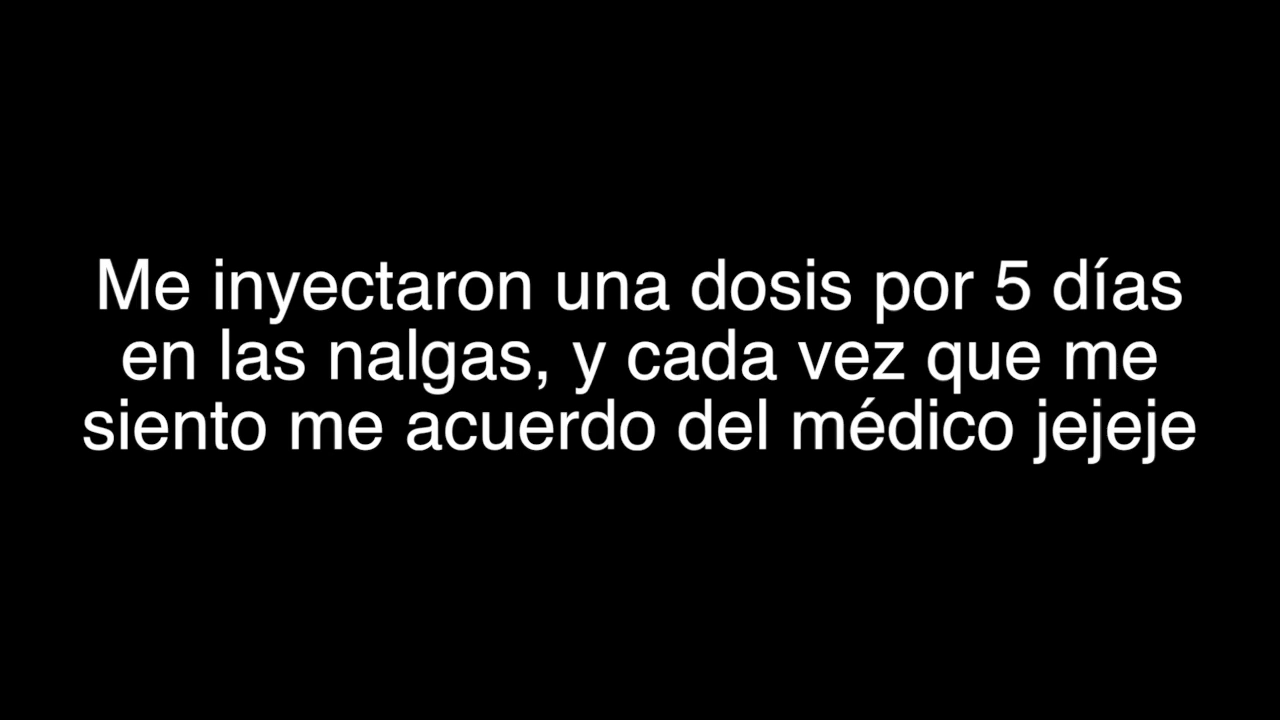 Me inyectaron una dosis por 5 días
en las nalgas, y cada vez que me
siento me acuerdo del médico jejeje